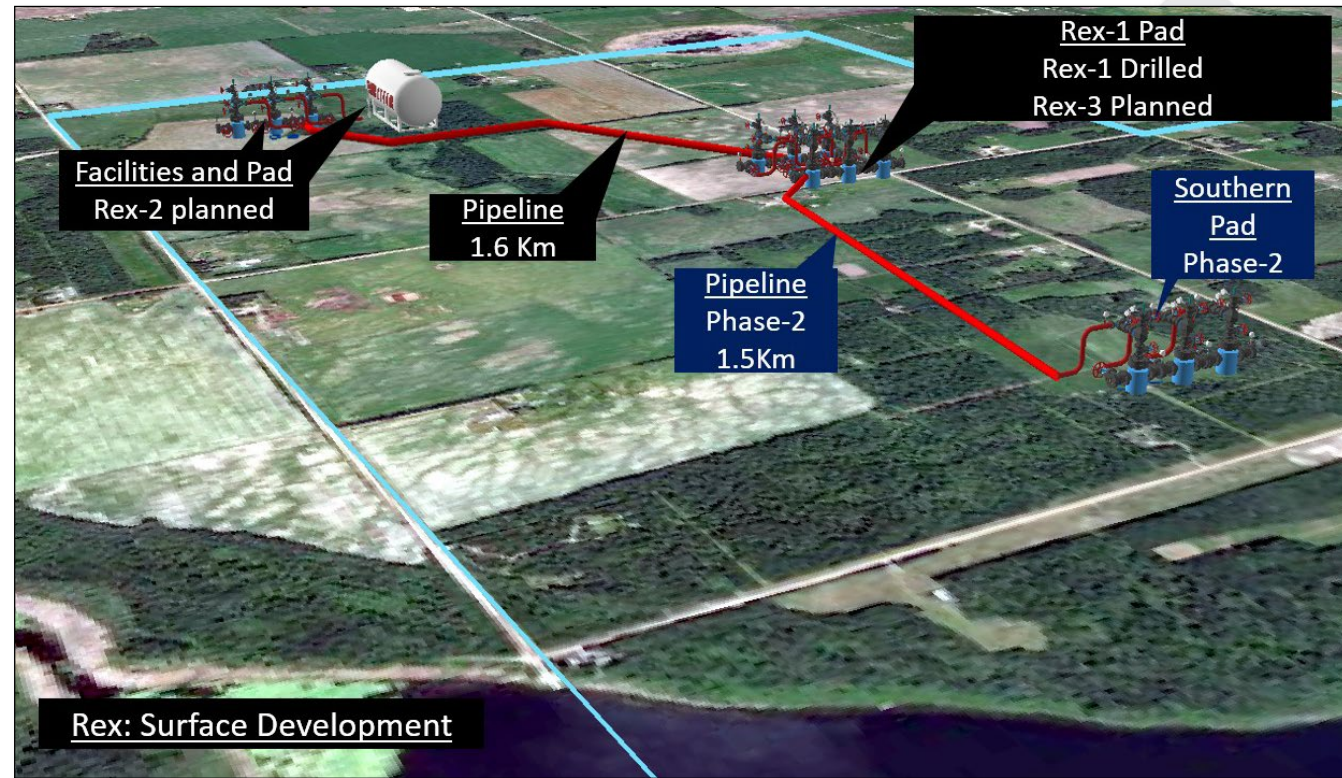 Rex-1 Pad
Rex-1 Drilled
Rex-3 Planned
Facilities and Pad
Rex-2 planned
Pipeline
1.6 Km
Southern
Pad
Phase-2
Pipeline
Phase-2
1.5Km
Rex: Surface Development